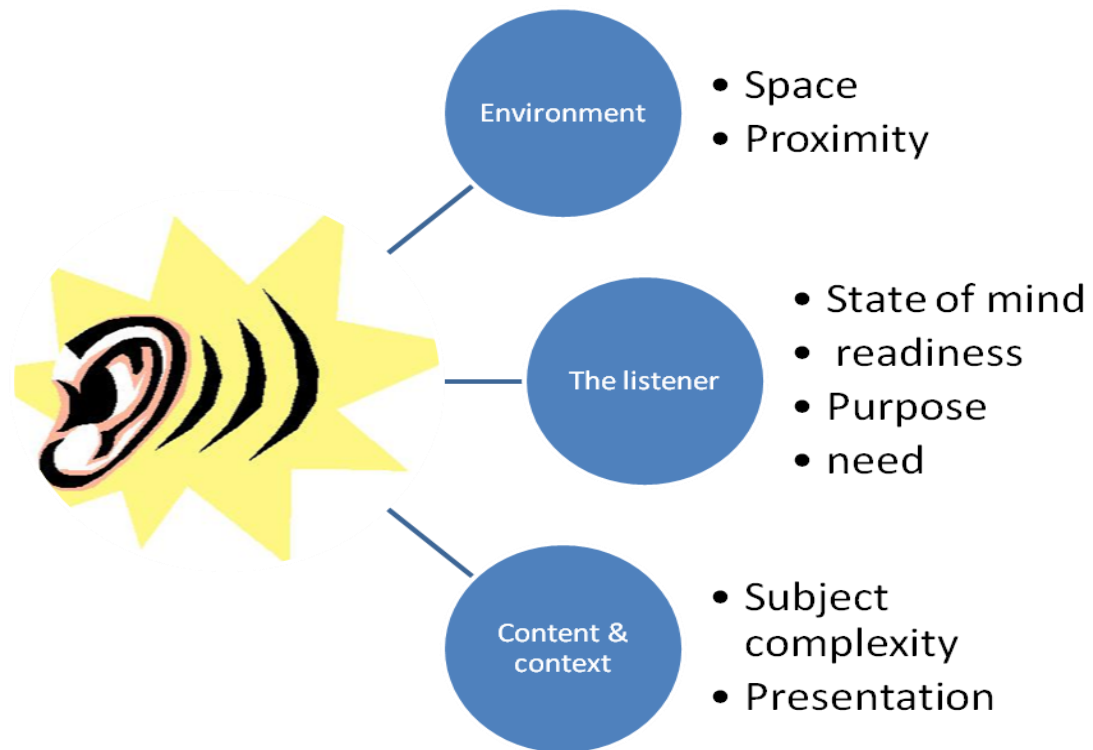 Environment
• Space
• Proximity
The listener
• State of mind
• readiness
• Purpose
• need
Content &
context
• Subject
complexity
• Presentation